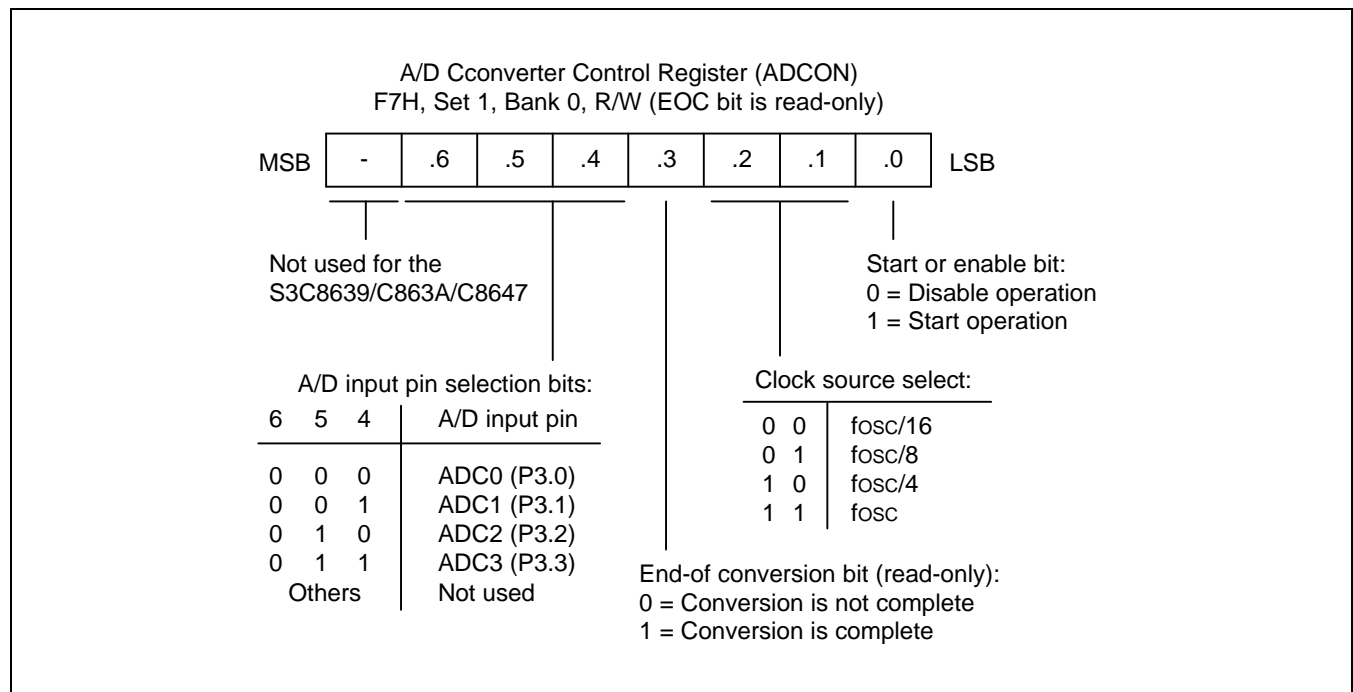 A/D Cconverter Control Register (ADCON)
F7H, Set 1, Bank 0, R/W (EOC bit is read-only)
MSB - .6 .5 .4 .3 .2 .1 .0 LSB
Not used for the
S3C8639/C863A/C8647
Start or enable bit:
0 = Disable operation
1 = Start operation
A/D input pin selection bits:
6 5 4 A/D input pin
0 0 0 ADC0 (P3.0)
0 0 1 ADC1 (P3.1)
0 1 0 ADC2 (P3.2)
0 1 1 ADC3 (P3.3)
Others Not used
Clock source select:
0 0 fOSC/16
0 1 fOSC/8
1 0 fOSC/4
1 1 fOSC
End-of conversion bit (read-only):
0 = Conversion is not complete
1 = Conversion is complete